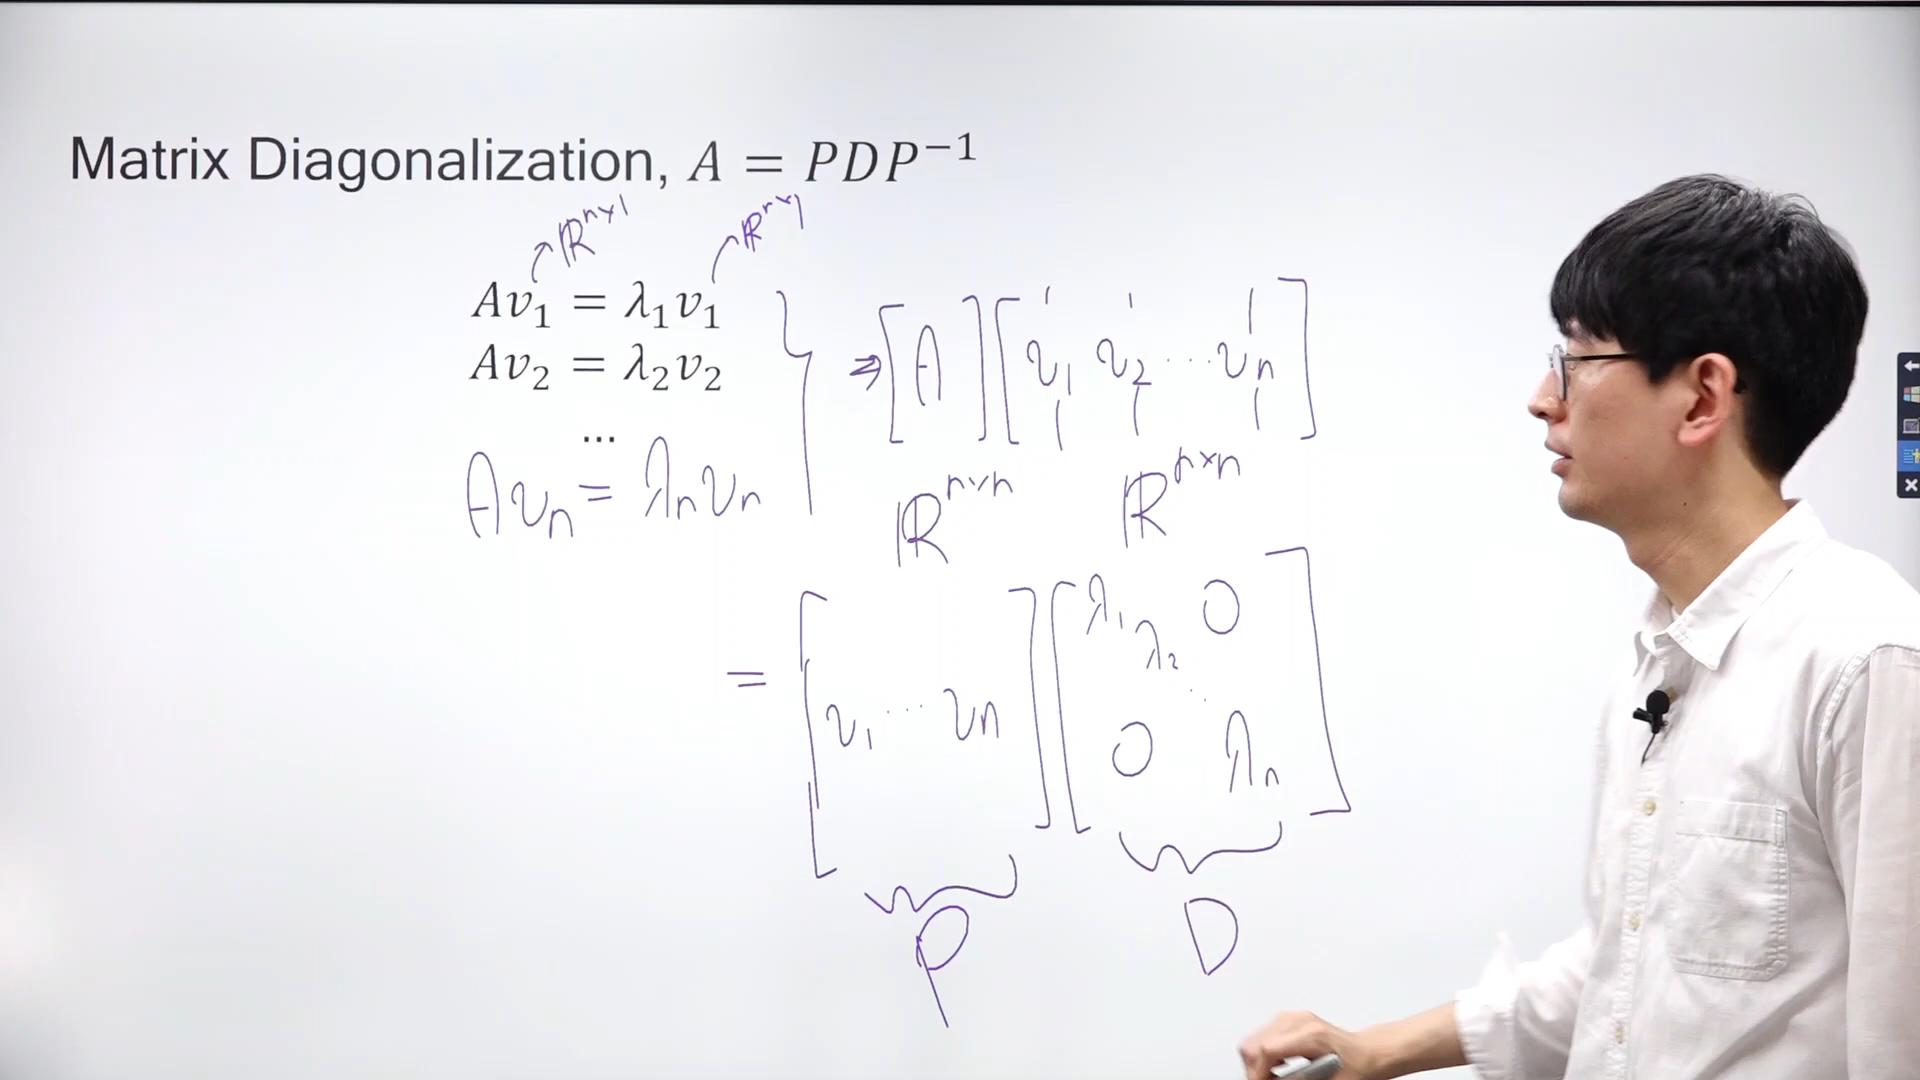 Matrix Diagonalization, A = PDP⁻¹
ℝⁿˣ¹ ℝⁿˣ¹
Av₁ = λ₁v₁
Av₂ = λ₂v₂
...
Avₙ = λₙvₙ
⇒ [A] [v₁ v₂ ... vₙ]
ℝⁿˣⁿ ℝⁿˣⁿ
= [v₁ ... vₙ] [λ₁ λ₂ 0 ⋱ 0 λₙ]
P D